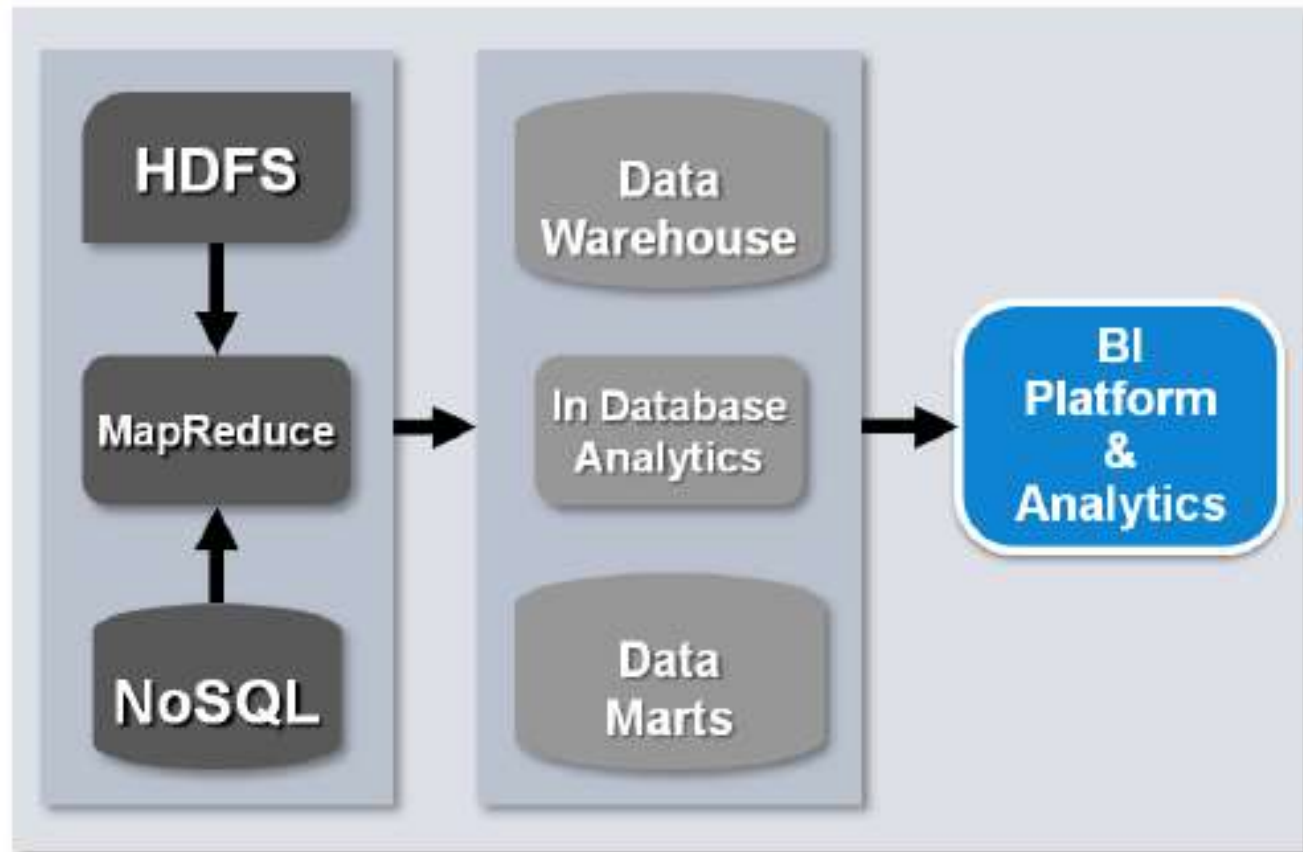 HDFS
MapReduce
NoSQL
Data
Warehouse
In Database
Analytics
Data
Marts
BI
Platform
&
Analytics